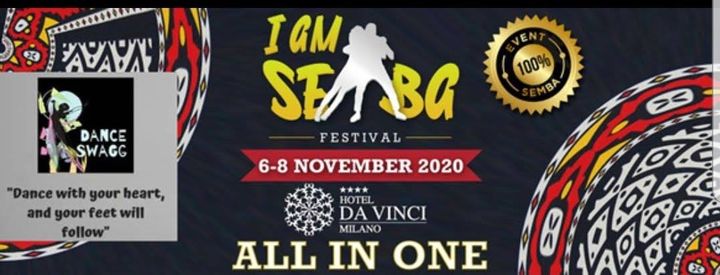 I AM
SEMBA
FESTIVAL
6-8 NOVEMBER 2020
HOTEL
DA VINCI
MILANO
ALL IN ONE
EVENT
100%
SEMBA
DANCE
SWAGG
"Dance with your heart,
and your feet will
follow"